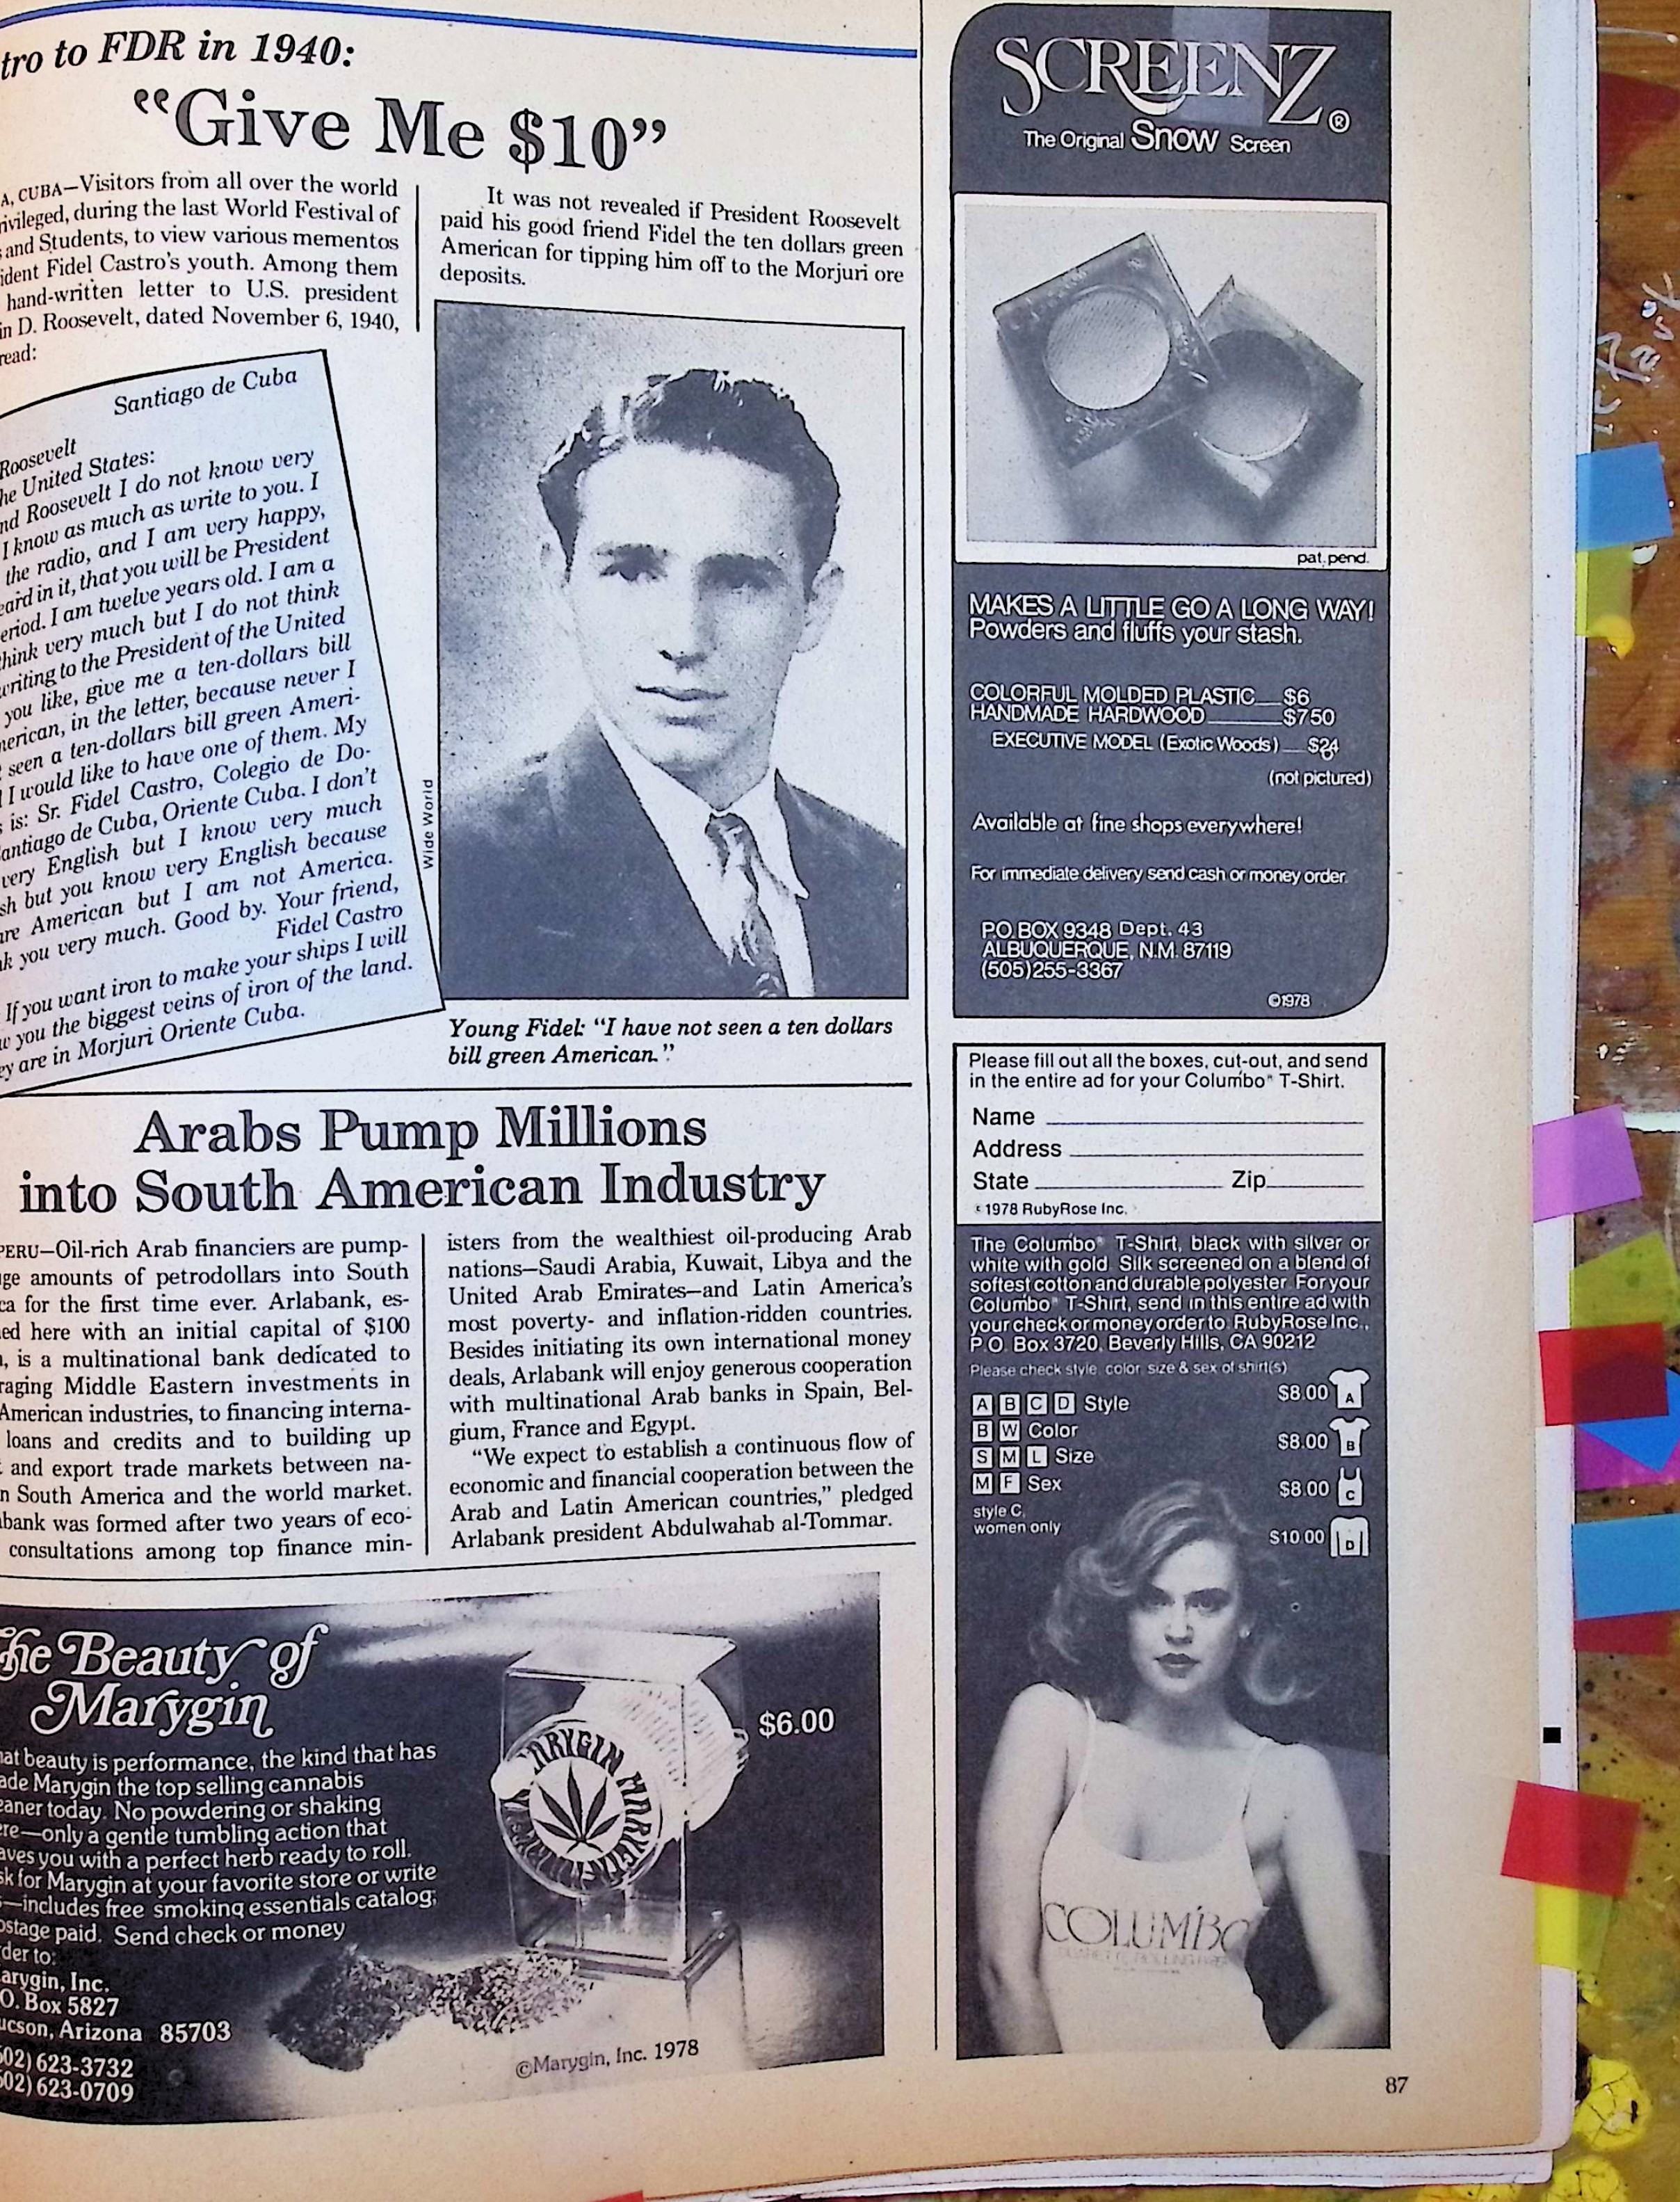 tro to FDR in 1940:
“Give Me $10”
A, CUBA—Visitors from all over the world
ivileged, during the last World Festival of
and Students, to view various mementos
ident Fidel Castro’s youth. Among them
hand-written letter to U.S. president
in D. Roosevelt, dated November 6, 1940,
read:
Santiago de Cuba
Roosevelt
he United States:
nd Roosevelt I do not know very
I know as much as write to you. I
the radio, and I am very happy,
eard in it, that you will be President
eriod. I am twelve years old. I am a
hink very much but I do not think
writing to the President of the United
you like, give me a ten-dollars bill
merican, in the letter, because never I
seen a ten-dollars bill green Ameri-
I would like to have one of them. My
is: Sr. Fidel Castro, Colegio de Do-
antiago de Cuba, Oriente Cuba. I don’t
very English but I know very much
sh but you know very English because
are American but I am not America.
nk you very much. Good by. Your friend,
Fidel Castro
If you want iron to make your ships I will
w you the biggest veins of iron of the land.
ey are in Morjuri Oriente Cuba.
It was not revealed if President Roosevelt
paid his good friend Fidel the ten dollars green
American for tipping him off to the Morjuri ore
deposits.
Wide World
Young Fidel: “I have not seen a ten dollars
bill green American.”
Arabs Pump Millions
into South American Industry
PERU—Oil-rich Arab financiers are pump-
ge amounts of petrodollars into South
ca for the first time ever. Arlabank, es-
ed here with an initial capital of $100
, is a multinational bank dedicated to
raging Middle Eastern investments in
American industries, to financing interna-
loans and credits and to building up
and export trade markets between na-
n South America and the world market.
bank was formed after two years of eco-
consultations among top finance min-
isters from the wealthiest oil-producing Arab
nations—Saudi Arabia, Kuwait, Libya and the
United Arab Emirates—and Latin America’s
most poverty- and inflation-ridden countries.
Besides initiating its own international money
deals, Arlabank will enjoy generous cooperation
with multinational Arab banks in Spain, Bel-
gium, France and Egypt.
“We expect to establish a continuous flow of
economic and financial cooperation between the
Arab and Latin American countries,” pledged
Arlabank president Abdulwahab al-Tommar.
The Beauty of
Marygin
hat beauty is performance, the kind that has
ade Marygin the top selling cannabis
eaner today. No powdering or shaking
ere—only a gentle tumbling action that
aves you with a perfect herb ready to roll.
sk for Marygin at your favorite store or write
—includes free smoking essentials catalog;
ostage paid. Send check or money
der to:
arygin, Inc.
O. Box 5827
ucson, Arizona 85703
602) 623-3732
602) 623-0709
$6.00
MARYGIN
©Marygin, Inc. 1978
SCREENZ®
The Original Snow Screen
pat. pend.
MAKES A LITTLE GO A LONG WAY!
Powders and fluffs your stash.
COLORFUL MOLDED PLASTIC $6
HANDMADE HARDWOOD $7.50
EXECUTIVE MODEL (Exotic Woods) $24
(not pictured)
Available at fine shops everywhere!
For immediate delivery send cash or money order.
P.O. BOX 9348 Dept. 43
ALBUQUERQUE, N.M. 87119
(505)255-3367
©1978
Please fill out all the boxes, cut-out, and send
in the entire ad for your Columbo® T-Shirt.
Name
Address
State Zip
©1978 RubyRose Inc.
The Columbo® T-Shirt, black with silver or
white with gold. Silk screened on a blend of
softest cotton and durable polyester. For your
Columbo® T-Shirt, send in this entire ad with
your check or money order to: RubyRose Inc.,
P.O. Box 3720, Beverly Hills, CA 90212
Please check style, color, size & sex of shirt(s)
A B C D Style $8.00 A
B W Color $8.00 B
S M L Size $8.00 C
M F Sex
style C,
women only $10.00 D
COLUMBO
87